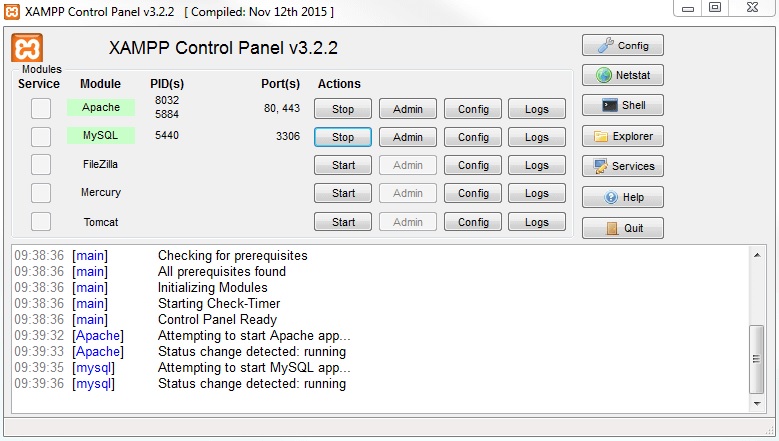 XAMPP Control Panel v3.2.2 [ Compiled: Nov 12th 2015 ]
XAMPP Control Panel v3.2.2
Modules
Service Module PID(s) Port(s) Actions
Apache 8032 5884 80, 443 Stop Admin Config Logs
MySQL 5440 3306 Stop Admin Config Logs
FileZilla Start Admin Config Logs
Mercury Start Admin Config Logs
Tomcat Start Admin Config Logs
Config
Netstat
Shell
Explorer
Services
Help
Quit
09:38:36 [main] Checking for prerequisites
09:38:36 [main] All prerequisites found
09:38:36 [main] Initializing Modules
09:38:36 [main] Starting Check-Timer
09:38:36 [main] Control Panel Ready
09:39:32 [Apache] Attempting to start Apache app...
09:39:33 [Apache] Status change detected: running
09:39:35 [mysql] Attempting to start MySQL app...
09:39:36 [mysql] Status change detected: running